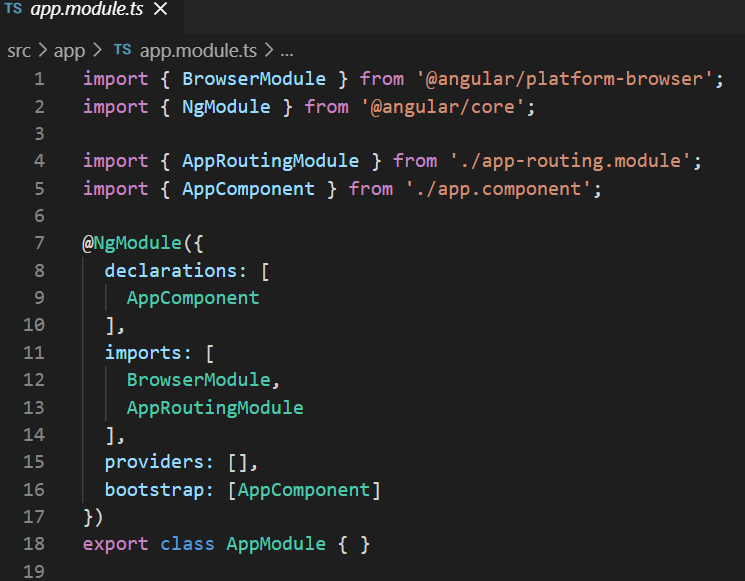 TS app.module.ts ×
src > app > TS app.module.ts > ...
1 import { BrowserModule } from '@angular/platform-browser';
2 import { NgModule } from '@angular/core';
3
4 import { AppRoutingModule } from './app-routing.module';
5 import { AppComponent } from './app.component';
6
7 @NgModule({
8   declarations: [
9     AppComponent
10   ],
11   imports: [
12     BrowserModule,
13     AppRoutingModule
14   ],
15   providers: [],
16   bootstrap: [AppComponent]
17 })
18 export class AppModule { }
19